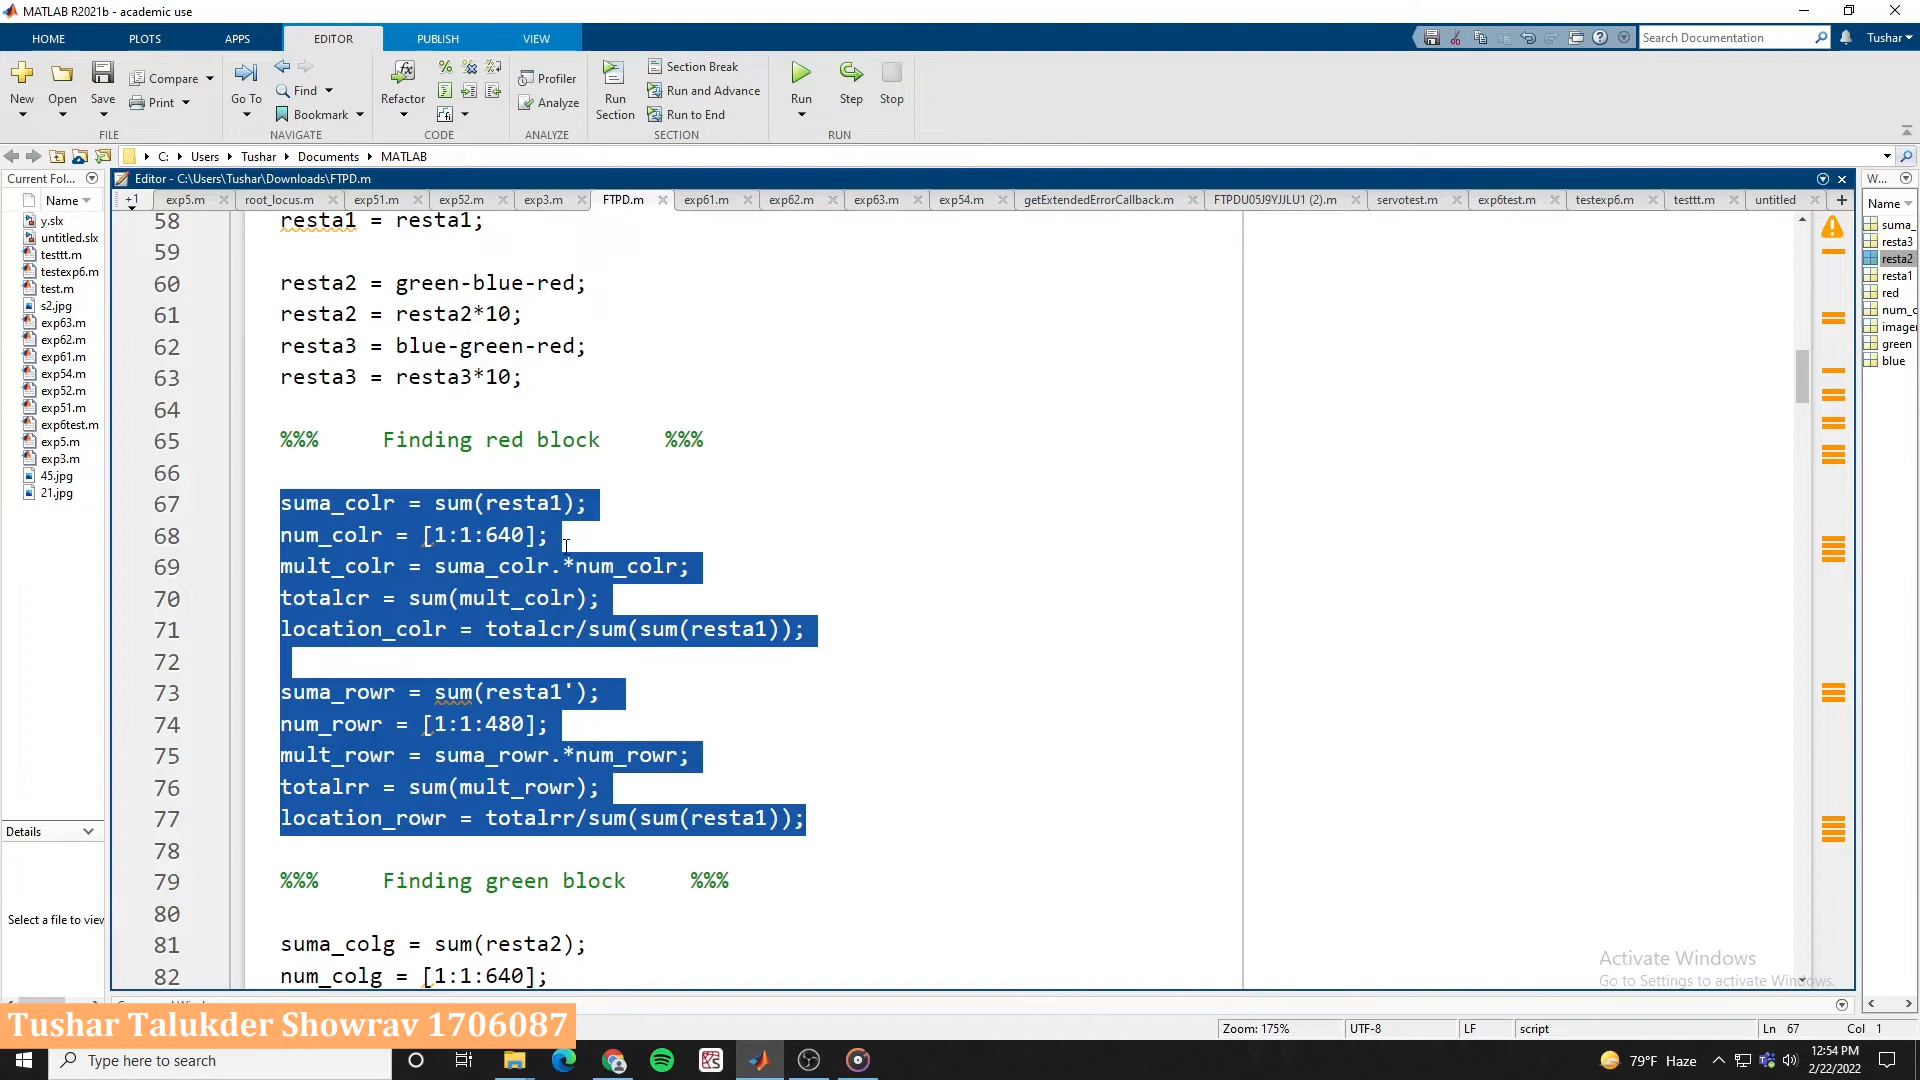 MATLAB R2021b - academic use
HOME PLOTS APPS EDITOR PUBLISH VIEW
Search Documentation
Tushar
New
Open
Save
Compare
Print
FILE
Go To
Find
Bookmark
NAVIGATE
Refactor
CODE
Profiler
Analyze
ANALYZE
Run
Section
Section Break
Run and Advance
Run to End
SECTION
Run
Step
Stop
RUN
C: Users Tushar Documents MATLAB
Current Fol...
Editor - C:\Users\Tushar\Downloads\FTPD.m
W...
+1 exp5.m root_locus.m exp51.m exp52.m exp3.m FTPD.m exp61.m exp62.m exp63.m exp54.m getExtendedErrorCallback.m FTPDU05J9YJJLU1 (2).m servotest.m exp6test.m testexp6.m testtt.m untitled
Name
y.slx
untitled.slx
testtt.m
testexp6.m
test.m
s2.jpg
exp63.m
exp62.m
exp61.m
exp54.m
exp52.m
exp51.m
exp6test.m
exp5.m
exp3.m
45.jpg
21.jpg
Details
Select a file to view
58 resta1 = resta1;
59
60 resta2 = green-blue-red;
61 resta2 = resta2*10;
62 resta3 = blue-green-red;
63 resta3 = resta3*10;
64
65 %%% Finding red block %%%
66
67 suma_colr = sum(resta1);
68 num_colr = [1:1:640];
69 mult_colr = suma_colr.*num_colr;
70 totalcr = sum(mult_colr);
71 location_colr = totalcr/sum(sum(resta1));
72
73 suma_rowr = sum(resta1');
74 num_rowr = [1:1:480];
75 mult_rowr = suma_rowr.*num_rowr;
76 totalrr = sum(mult_rowr);
77 location_rowr = totalrr/sum(sum(resta1));
78
79 %%% Finding green block %%%
80
81 suma_colg = sum(resta2);
82 num_colg = [1:1:640];
Name
suma_
resta3
resta2
resta1
red
num_c
imager
green
blue
Activate Windows
Go to Settings to activate Windows.
Tushar Talukder Showrav 1706087
Zoom: 175% UTF-8 LF script Ln 67 Col 1
Type here to search
79°F Haze
12:54 PM
2/22/2022